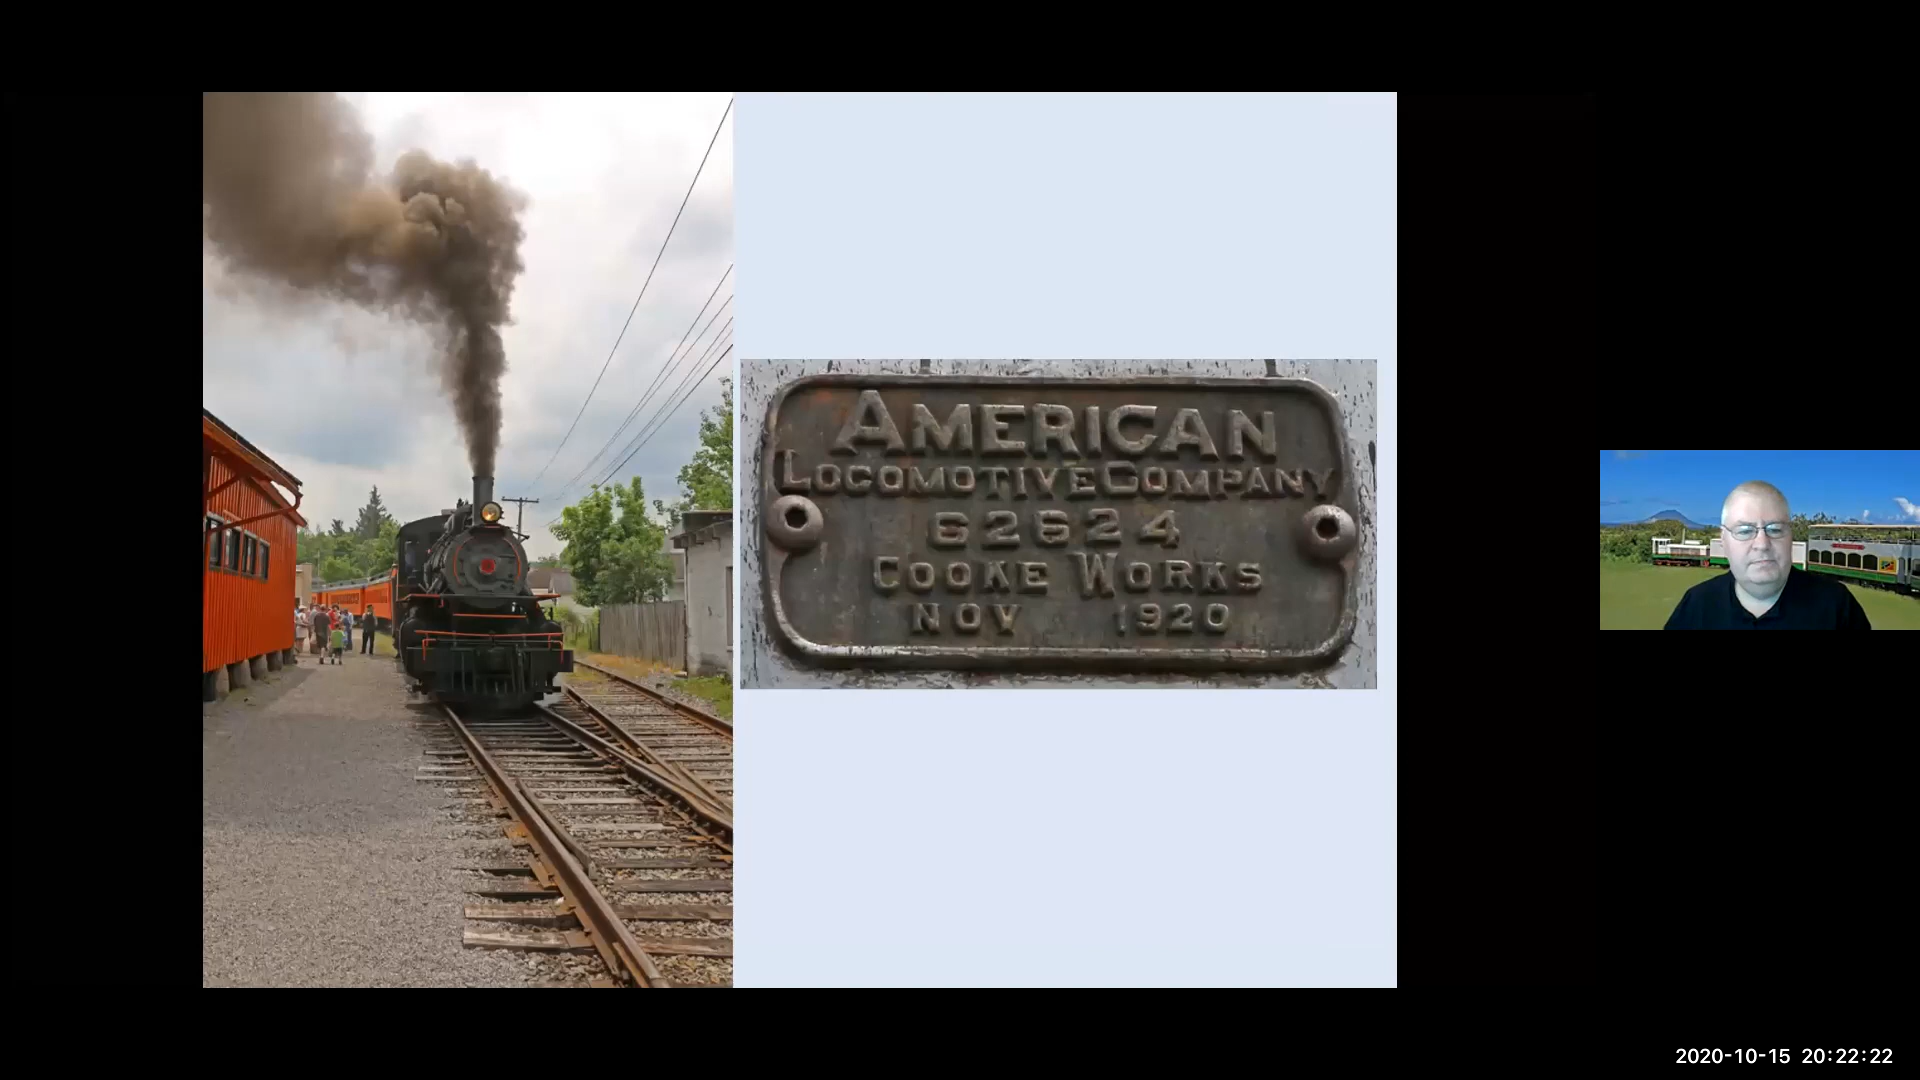 AMERICAN
LOCOMOTIVE COMPANY
62624
COOKE WORKS
NOV 1920
2020-10-15 20:22:22